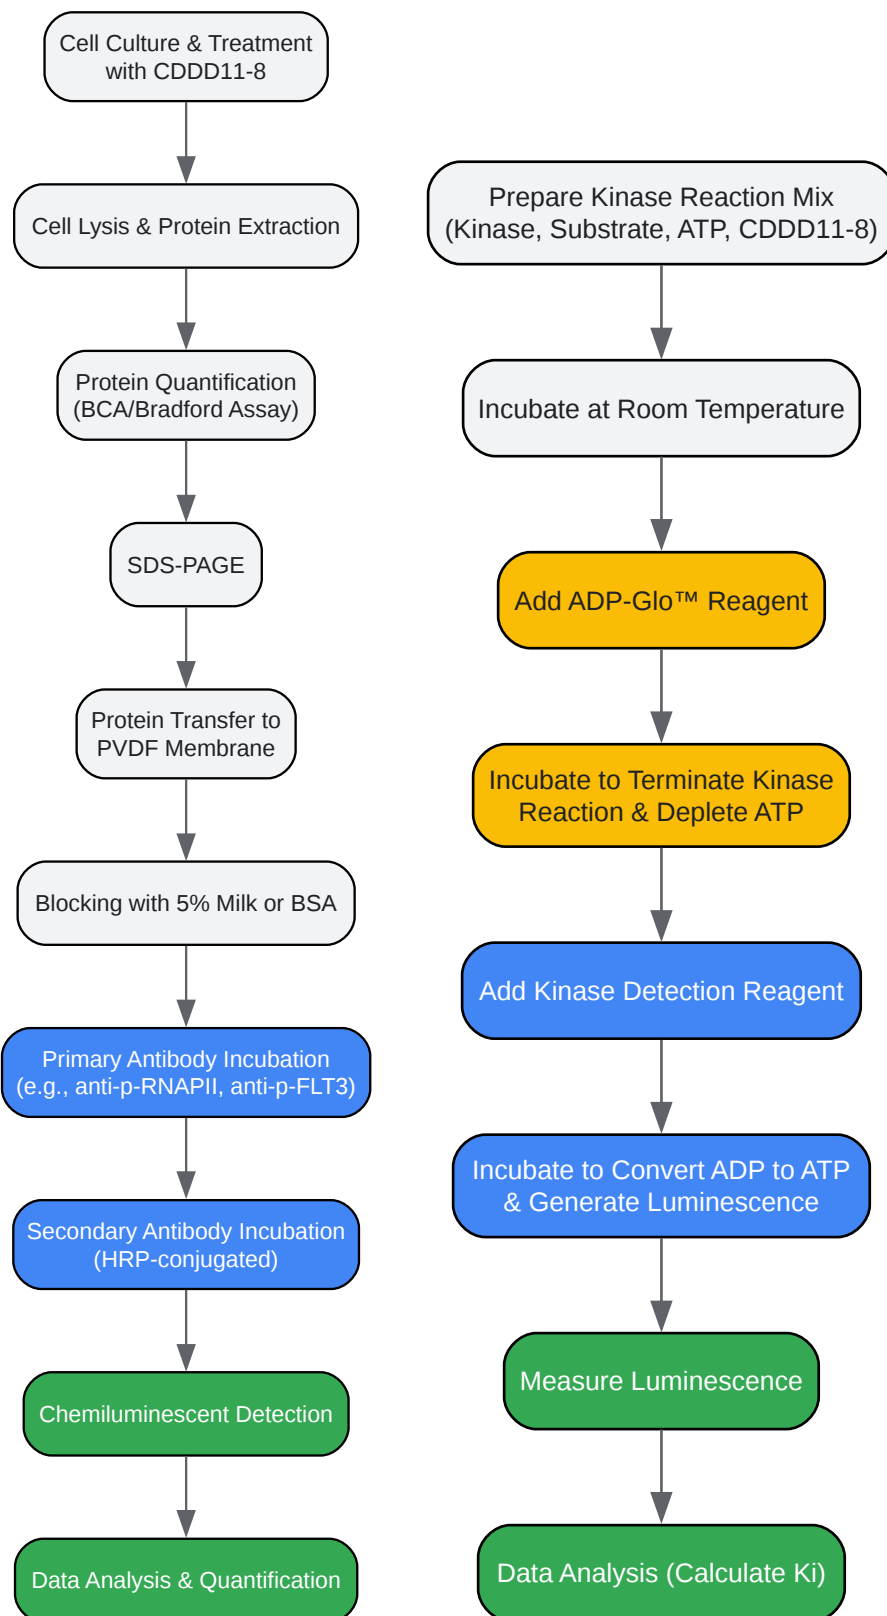 Cell Culture & Treatment
with CDDD11-8
Cell Lysis & Protein Extraction
Protein Quantification
(BCA/Bradford Assay)
SDS-PAGE
Protein Transfer to
PVDF Membrane
Blocking with 5% Milk or BSA
Primary Antibody Incubation
(e.g., anti-p-RNAPII, anti-p-FLT3)
Secondary Antibody Incubation
(HRP-conjugated)
Chemiluminescent Detection
Data Analysis & Quantification
Prepare Kinase Reaction Mix
(Kinase, Substrate, ATP, CDDD11-8)
Incubate at Room Temperature
Add ADP-Glo™ Reagent
Incubate to Terminate Kinase
Reaction & Deplete ATP
Add Kinase Detection Reagent
Incubate to Convert ADP to ATP
& Generate Luminescence
Measure Luminescence
Data Analysis (Calculate Ki)